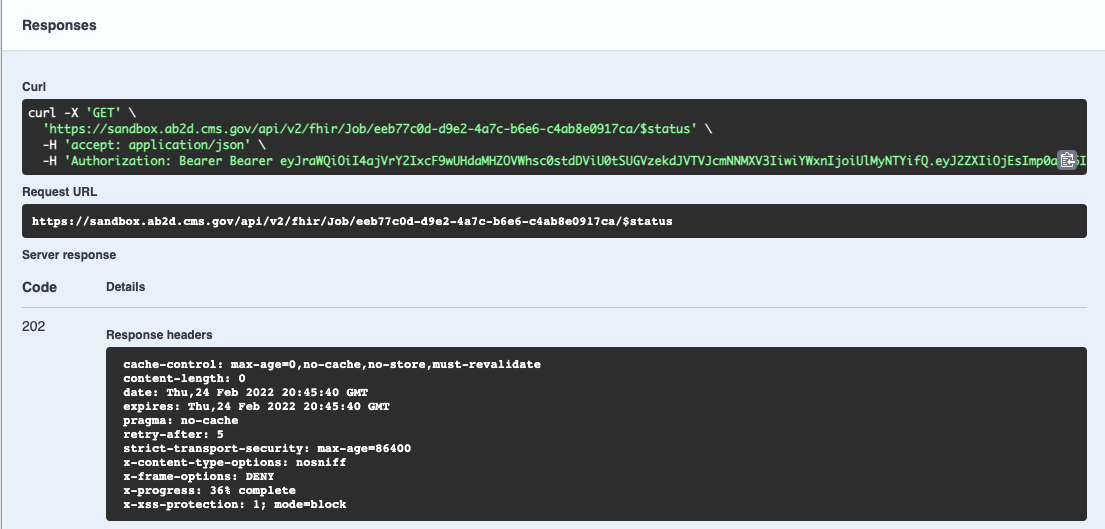 Responses
Curl
curl -X 'GET' \
'https://sandbox.ab2d.cms.gov/api/v2/fhir/Job/eeb77c0d-d9e2-4a7c-b6e6-c4ab8e0917ca/$status' \
-H 'accept: application/json' \
-H 'Authorization: Bearer Bearer
Request URL
https://sandbox.ab2d.cms.gov/api/v2/fhir/Job/eeb77c0d-d9e2-4a7c-b6e6-c4ab8e0917ca/$status
Server response
Code Details
202
Response headers
cache-control: max-age=0,no-cache,no-store,must-revalidate
content-length: 0
date: Thu,24 Feb 2022 20:45:40 GMT
expires: Thu,24 Feb 2022 20:45:40 GMT
pragma: no-cache
retry-after: 5
strict-transport-security: max-age=86400
x-content-type-options: nosniff
x-frame-options: DENY
x-progress: 36% complete
x-xss-protection: 1; mode=block